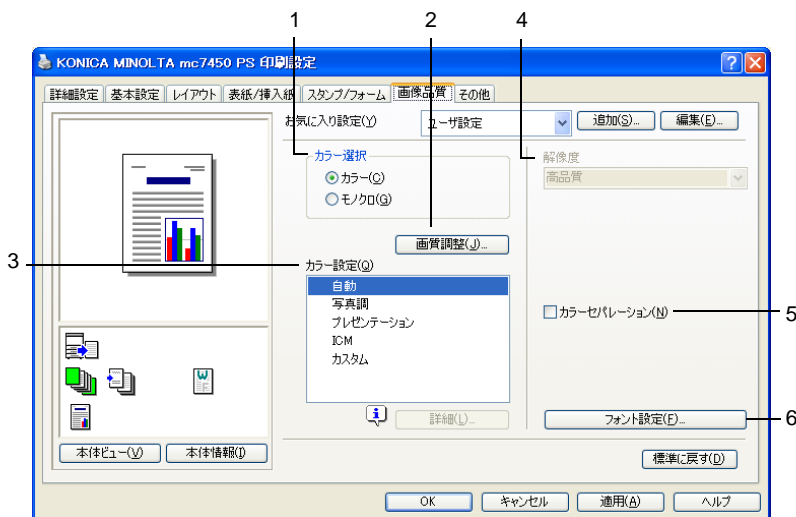 1
2
4
KONICA MINOLTA mc7450 PS 印刷設定
詳細設定 基本設定 レイアウト 表紙/挿入紙 スタンプ/フォーム 画像品質 その他
お気に入り設定(Y) ユーザ設定 追加(S)... 編集(E)...
カラー選択
カラー(C)
モノクロ(G)
解像度
高品質
画質調整(J)...
3
カラー設定(Q)
自動
写真調
プレゼンテーション
ICM
カスタム
カラーセパレーション(N)
5
詳細(L)...
フォント設定(F)...
6
本体ビュー(V) 本体情報(I)
標準に戻す(D)
OK キャンセル 適用(A) ヘルプ